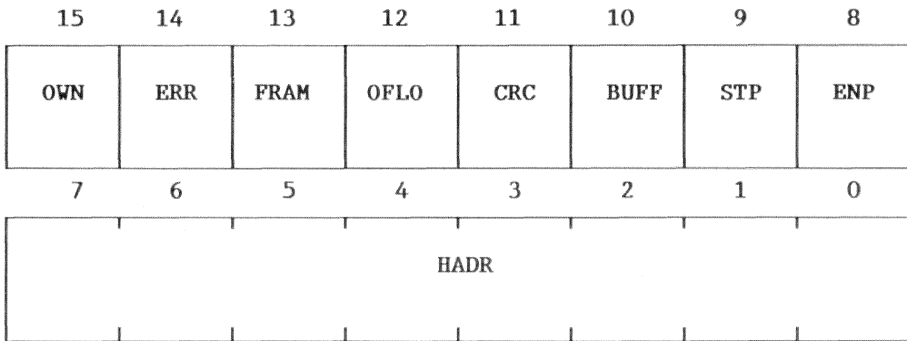 15 14 13 12 11 10 9 8
OWN ERR FRAM OFLO CRC BUFF STP ENP
7 6 5 4 3 2 1 0
HADR